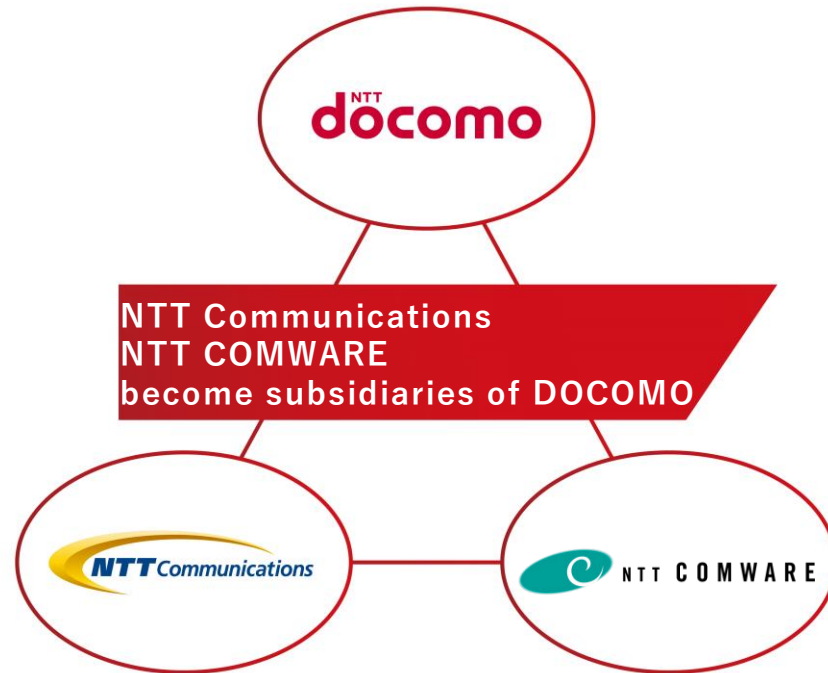 NTT
docomo
NTT Communications
NTT COMWARE
become subsidiaries of DOCOMO
NTT Communications
NTT COMWARE